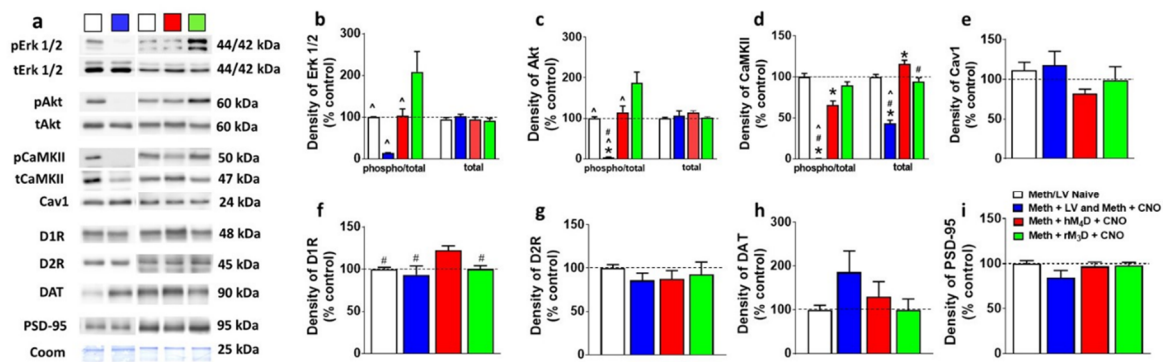 a
pErk 1/2 44/42 kDa
tErk 1/2 44/42 kDa
pAkt 60 kDa
tAkt 60 kDa
pCaMKII 50 kDa
tCaMKII 47 kDa
Cav1 24 kDa
D1R 48 kDa
D2R 45 kDa
DAT 90 kDa
PSD-95 95 kDa
Coom 25 kDa
b
Density of Erk 1/2
(% control)
300
200
100
0
^ ^ ^
phospho/total total
c
Density of Akt
(% control)
300
200
100
0
^ # ^ * ^
phospho/total total
d
Density of CaMKII
(% control)
150
100
50
0
^ # * * ^ # * * #
phospho/total total
e
Density of Cav1
(% control)
150
100
50
0
f
Density of D1R
(% control)
150
100
50
0
# # #
g
Density of D2R
(% control)
150
100
50
0
h
Density of DAT
(% control)
300
200
100
0
Meth/LV Naive
Meth + LV and Meth + CNO
Meth + hM4D + CNO
Meth + rM3D + CNO
i
Density of PSD-95
(% control)
150
100
50
0